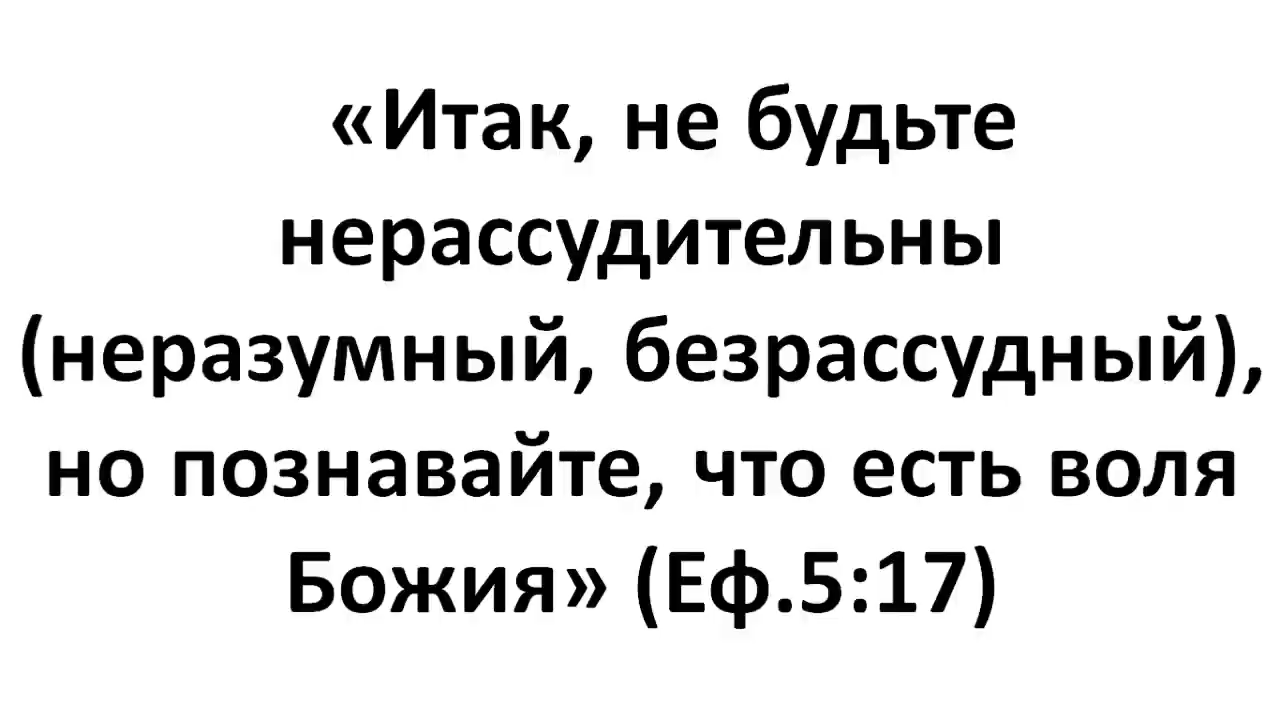 «Итак, не будьте
нерассудительны
(неразумный, безрассудный),
но познавайте, что есть воля
Божия» (Еф.5:17)